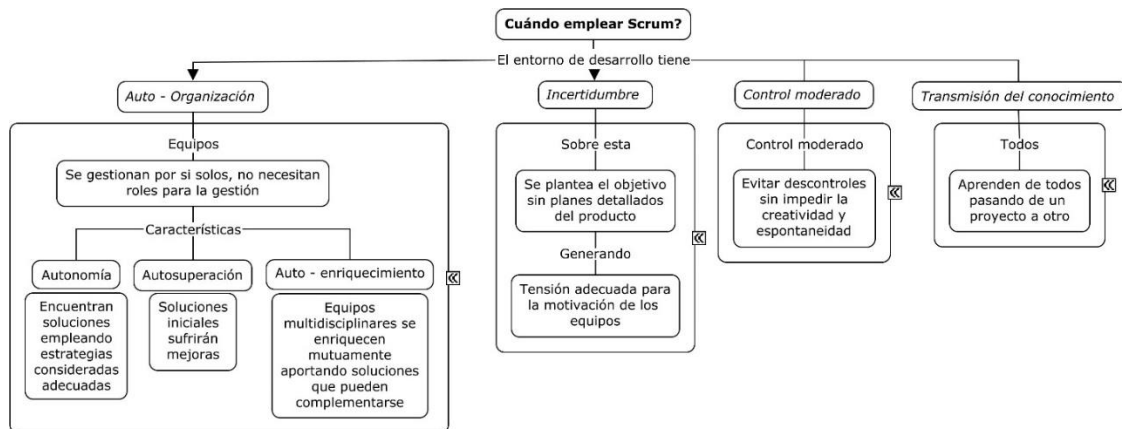 Cuándo emplear Scrum?
El entorno de desarrollo tiene
Auto - Organización
Equipos
Se gestionan por si solos, no necesitan
roles para la gestión
Características
Autonomía
Encuentran
soluciones
empleando
estrategias
consideradas
adecuadas
Autosuperación
Soluciones
iniciales
sufrirán
mejoras
Auto - enriquecimiento
Equipos
multidisciplinares se
enriquecen
mutuamente
aportando soluciones
que pueden
complementarse
Incertidumbre
Sobre esta
Se plantea el objetivo
sin planes detallados
del producto
Generando
Tensión adecuada para
la motivación de los
equipos
Control moderado
Control moderado
Evitar descontroles
sin impedir la
creatividad y
espontaneidad
Transmisión del conocimiento
Todos
Aprenden de todos
pasando de un
proyecto a otro